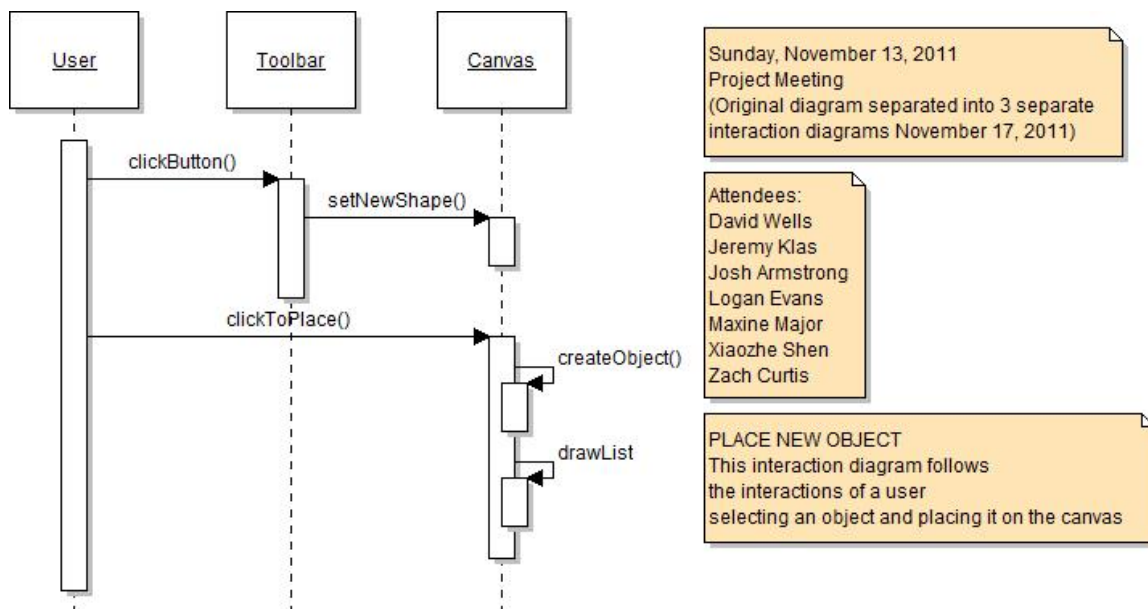 User
Toolbar
Canvas
clickButton()
setNewShape()
clickToPlace()
createObject()
drawList
Sunday, November 13, 2011
Project Meeting
(Original diagram separated into 3 separate
interaction diagrams November 17, 2011)
Attendees:
David Wells
Jeremy Klas
Josh Armstrong
Logan Evans
Maxine Major
Xiaozhe Shen
Zach Curtis
PLACE NEW OBJECT
This interaction diagram follows
the interactions of a user
selecting an object and placing it on the canvas